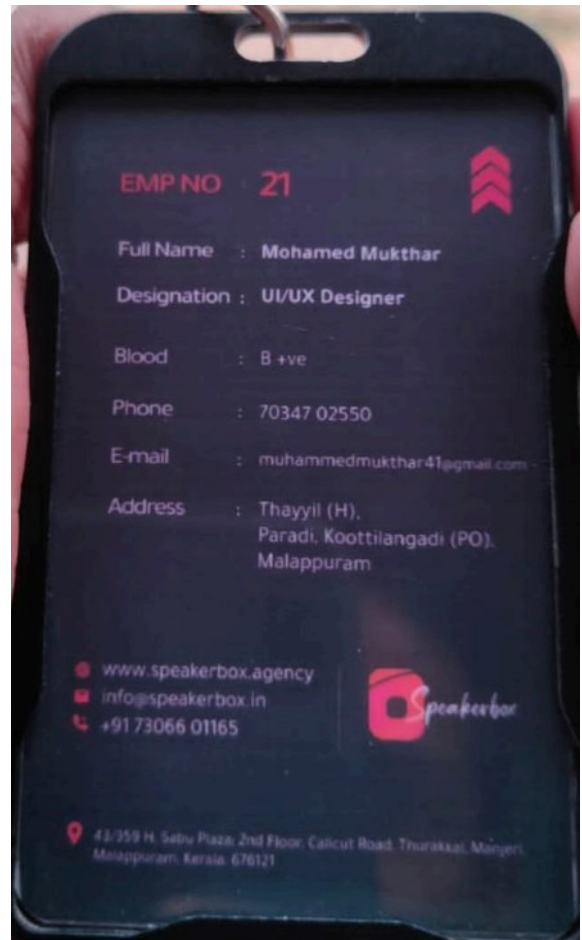 EMP NO : 21
Full Name : Mohamed Mukthar
Designation : UI/UX Designer
Blood : B +ve
Phone : 70347 02550
E-mail : muhammedmukthar41@gmail.com
Address : Thayyil (H),
Paradi, Koottilangadi (PO),
Malappuram
www.speakerbox.agency
info@speakerbox.in
+91 73066 01165
Speakerbox
43/359 H, Sabu Plaza, 2nd Floor, Calicut Road, Thurakkal, Manjeri,
Malappuram, Kerala, 676121